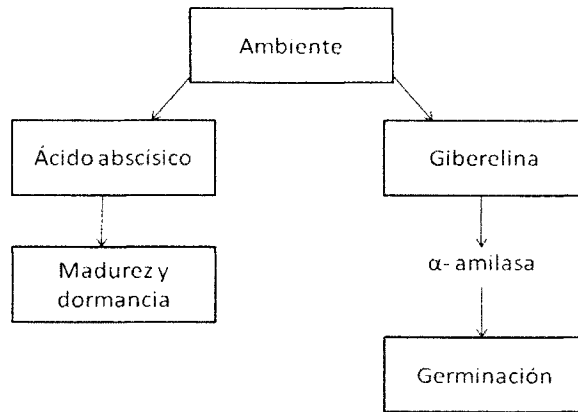 Ambiente
Ácido abscísico
Giberelina
Madurez y
dormancia
α- amilasa
Germinación